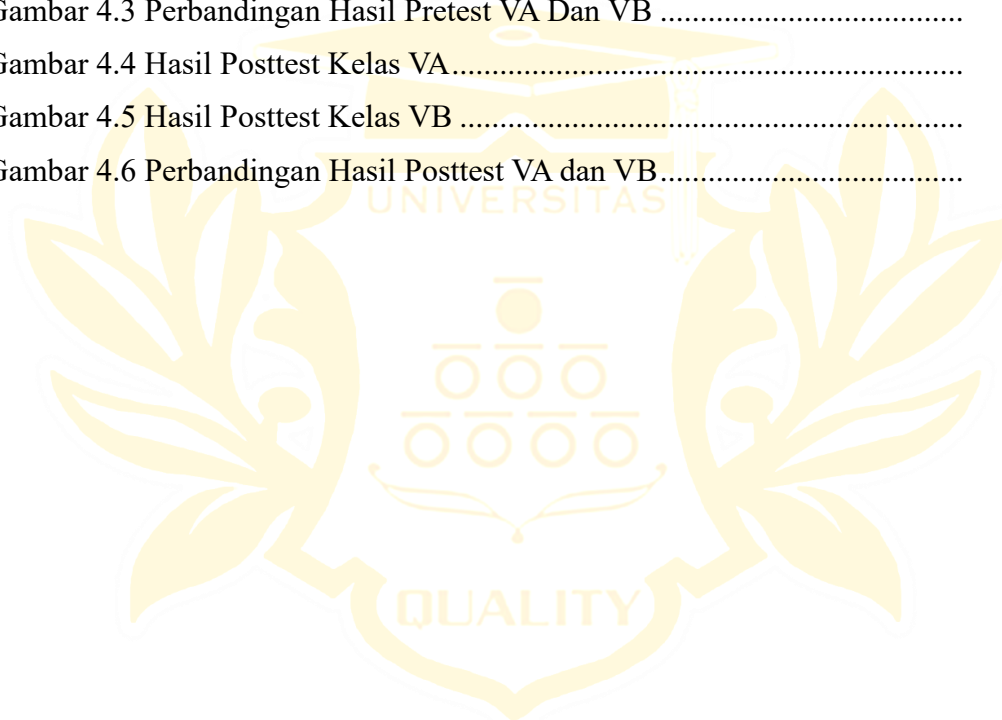 Gambar 4.3 Perbandingan Hasil Pretest VA Dan VB ....................................
Gambar 4.4 Hasil Posttest Kelas VA.............................................................
Gambar 4.5 Hasil Posttest Kelas VB ............................................................
Gambar 4.6 Perbandingan Hasil Posttest VA dan VB....................................
UNIVERSITAS
QUALITY